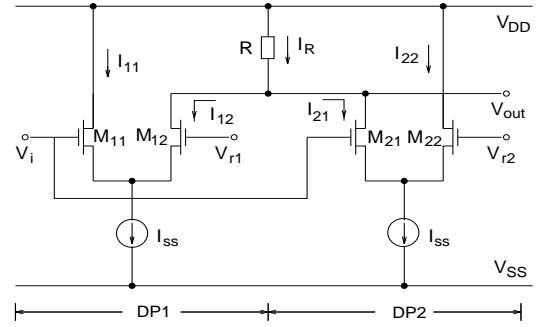 V_DD
R
I_R
I_11
I_22
I_12
I_21
V_out
M_11
M_12
M_21
M_22
V_i
V_r1
V_r2
I_ss
I_ss
V_SS
DP1
DP2